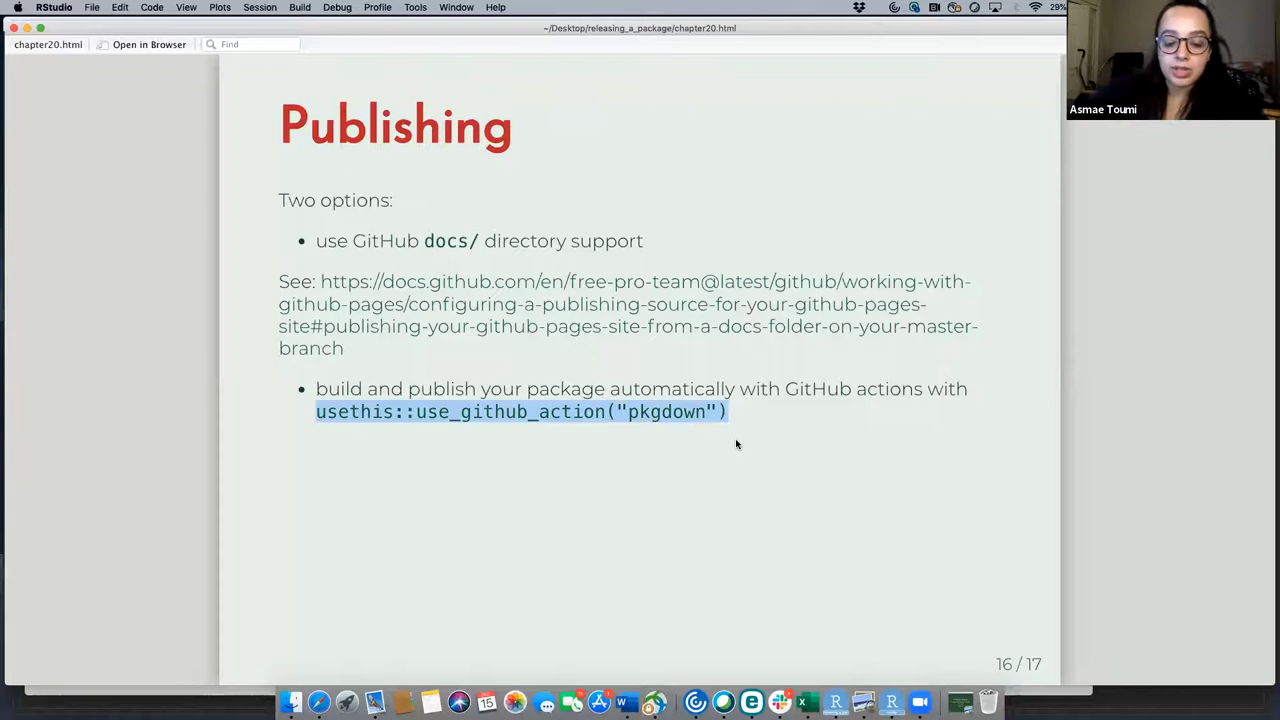 RStudio File Edit Code View Plots Session Build Debug Profile Tools Window Help 29%
~/Desktop/releasing_a_package/chapter20.html
chapter20.html Open in Browser Find
Asmae Toumi
Publishing
Two options:
• use GitHub docs/ directory support
See: https://docs.github.com/en/free-pro-team@latest/github/working-with-
github-pages/configuring-a-publishing-source-for-your-github-pages-
site#publishing-your-github-pages-site-from-a-docs-folder-on-your-master-
branch
• build and publish your package automatically with GitHub actions with
usethis::use_github_action("pkgdown")
16 / 17
15